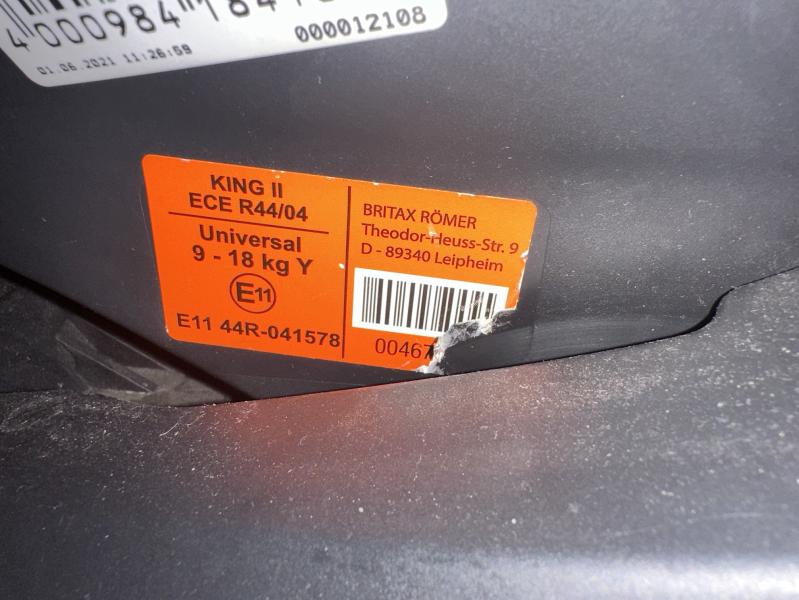 000012108
01.06.2021 11:26:59
KING II
ECE R44/04
Universal
9 - 18 kg Y
E11
E11 44R-041578
BRITAX RÖMER
Theodor-Heuss-Str. 9
D - 89340 Leipheim